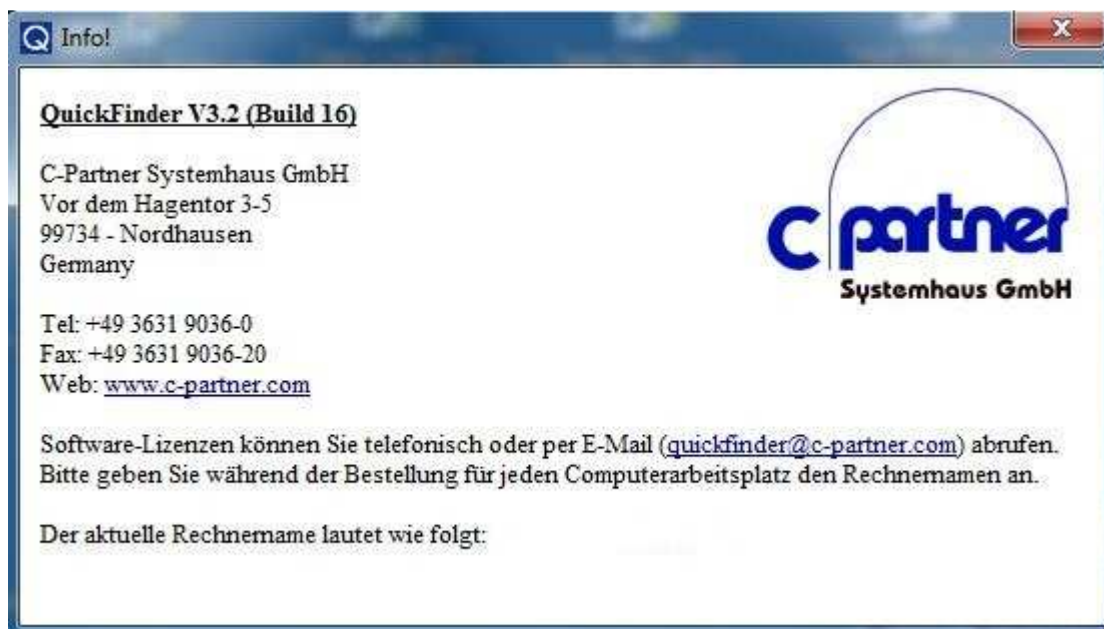 Info!
QuickFinder V3.2 (Build 16)
C-Partner Systemhaus GmbH
Vor dem Hagentor 3-5
99734 - Nordhausen
Germany
Tel: +49 3631 9036-0
Fax: +49 3631 9036-20
Web: www.c-partner.com
c partner
Systemhaus GmbH
Software-Lizenzen können Sie telefonisch oder per E-Mail (quickfinder@c-partner.com) abrufen.
Bitte geben Sie während der Bestellung für jeden Computerarbeitsplatz den Rechnernamen an.
Der aktuelle Rechnername lautet wie folgt: